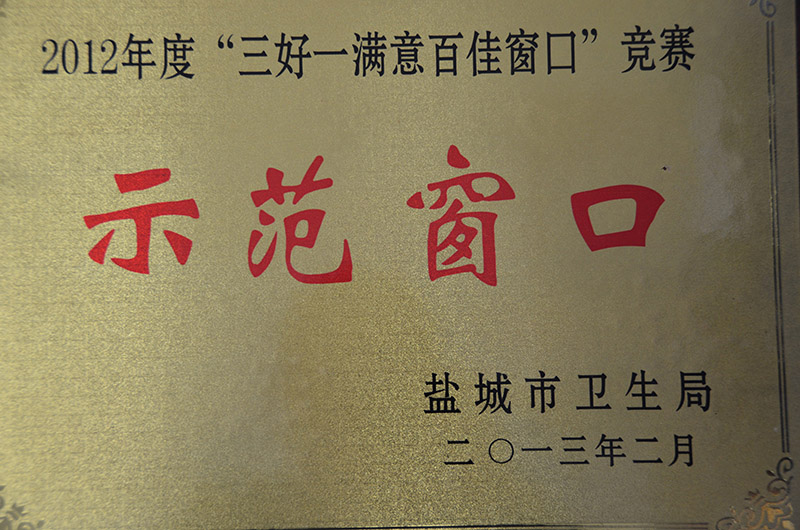 2012年度“三好一满意百佳窗口”竞赛
示范窗口
盐城市卫生局
二〇一三年二月